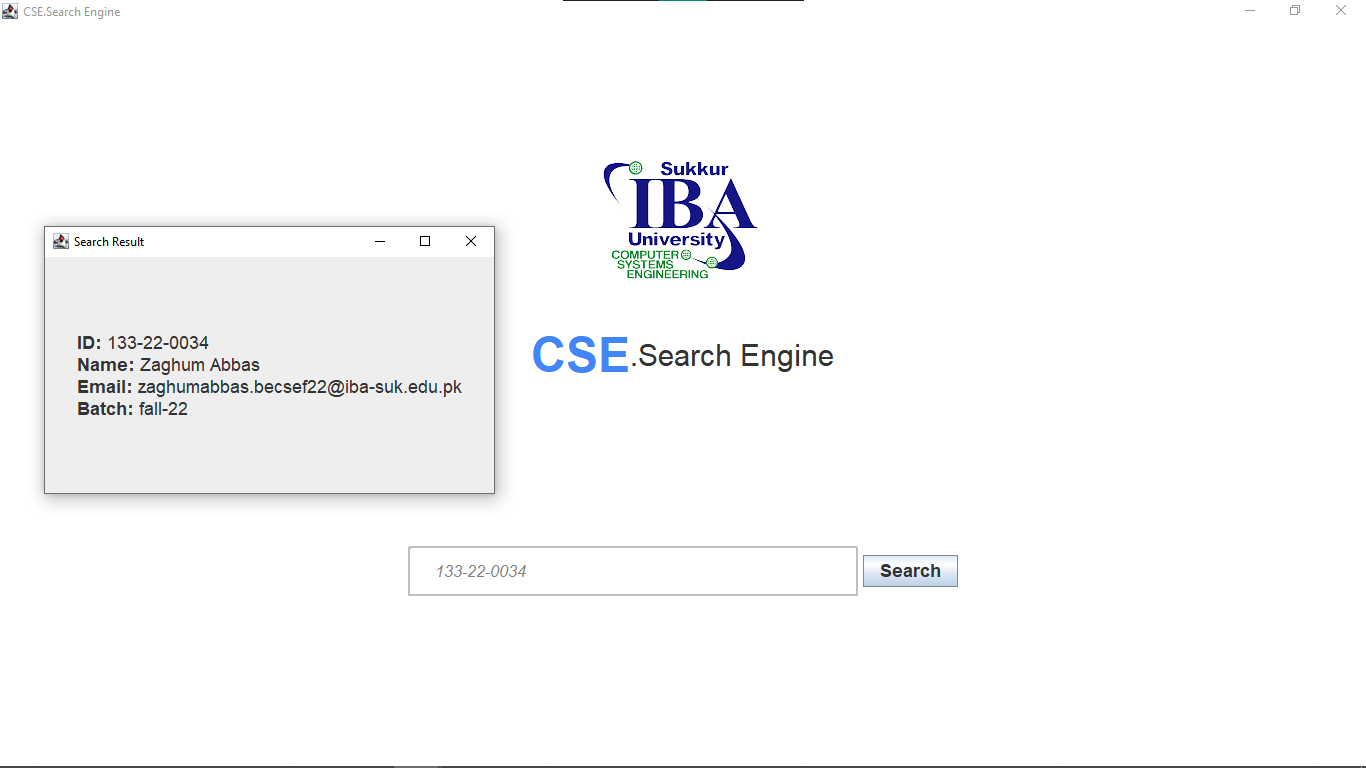 CSE.Search Engine
Sukkur
IBA
University
COMPUTER
SYSTEMS
ENGINEERING
Search Result
ID: 133-22-0034
Name: Zaghum Abbas
Email: zaghumabbas.becsef22@iba-suk.edu.pk
Batch: fall-22
CSE.Search Engine
133-22-0034
Search